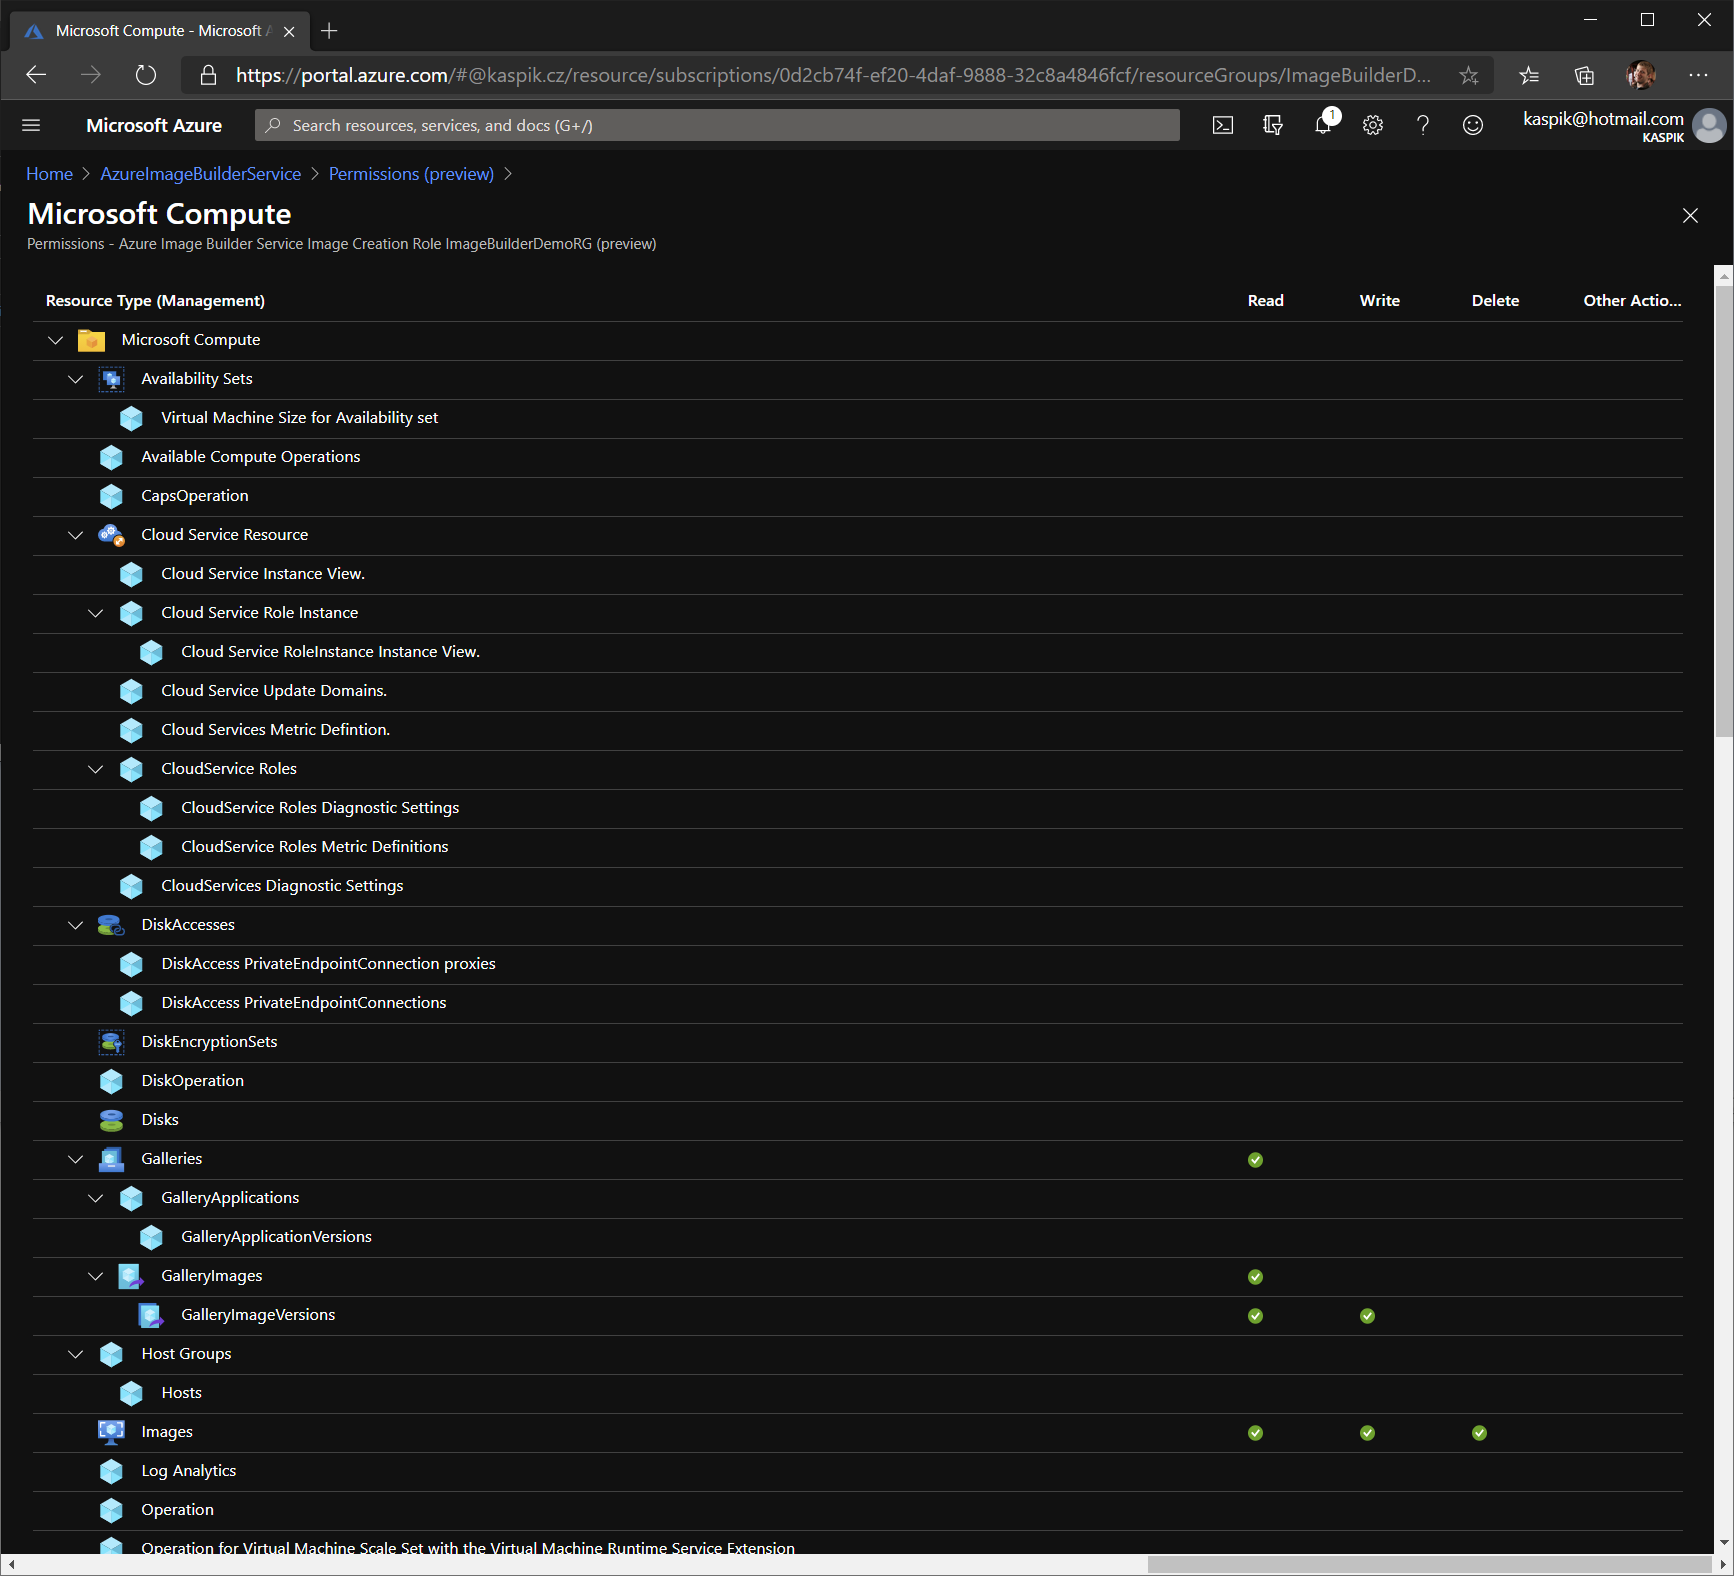 Microsoft Compute - Microsoft A
https://portal.azure.com/#@kaspik.cz/resource/subscriptions/0d2cb74f-ef20-4daf-9888-32c8a4846fcf/resourceGroups/ImageBuilderD...
Microsoft Azure
Search resources, services, and docs (G+/)
1
kaspik@hotmail.com
KASPIK
Home > AzureImageBuilderService > Permissions (preview) >
Microsoft Compute
Permissions - Azure Image Builder Service Image Creation Role ImageBuilderDemoRG (preview)
Resource Type (Management) Read Write Delete Other Actio...
Microsoft Compute
Availability Sets
Virtual Machine Size for Availability set
Available Compute Operations
CapsOperation
Cloud Service Resource
Cloud Service Instance View.
Cloud Service Role Instance
Cloud Service RoleInstance Instance View.
Cloud Service Update Domains.
Cloud Services Metric Defintion.
CloudService Roles
CloudService Roles Diagnostic Settings
CloudService Roles Metric Definitions
CloudServices Diagnostic Settings
DiskAccesses
DiskAccess PrivateEndpointConnection proxies
DiskAccess PrivateEndpointConnections
DiskEncryptionSets
DiskOperation
Disks
Galleries
GalleryApplications
GalleryApplicationVersions
GalleryImages
GalleryImageVersions
Host Groups
Hosts
Images
Log Analytics
Operation
Operation for Virtual Machine Scale Set with the Virtual Machine Runtime Service Extension